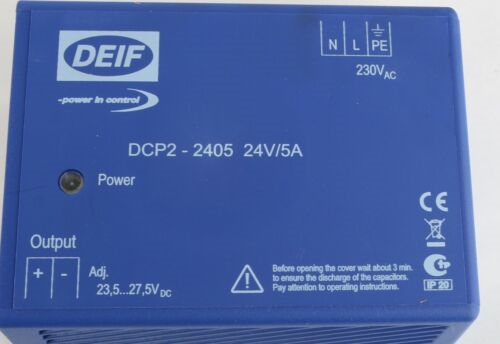 DEIF
-power in control
N L PE
230VAC
DCP2 - 2405 24V/5A
Power
Output
+ -
Adj.
23,5...27,5VDC
Before opening the cover wait about 3 min.
to ensure the discharge of the capacitors.
Pay attention to operating instructions.
CE
IP 20